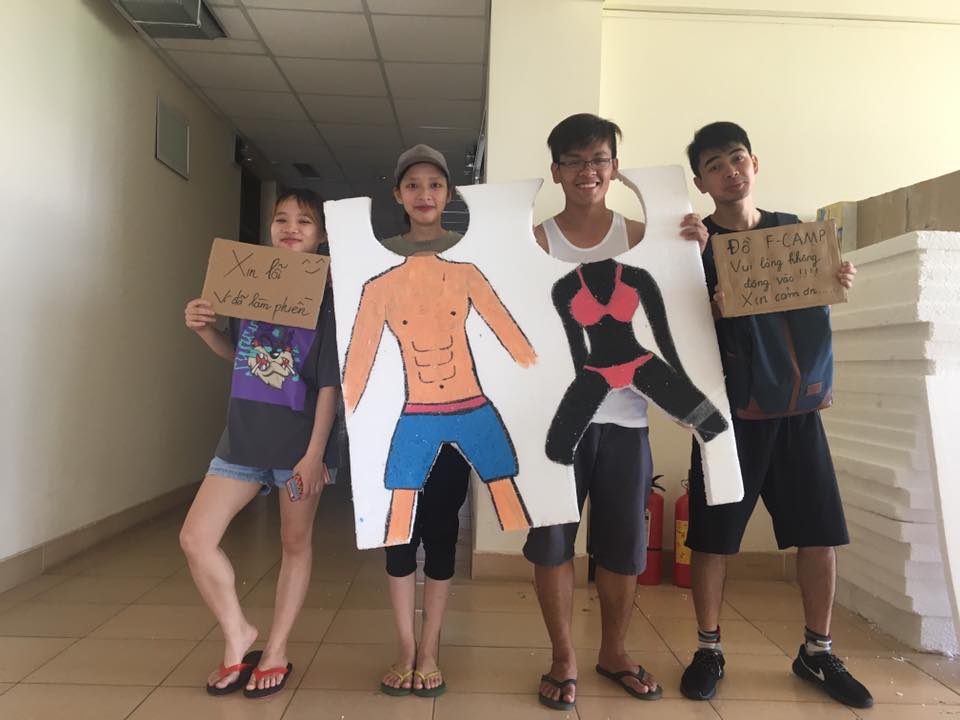 Xin lỗi
Vì đã làm phiền
Đồ F-CAMP
Vui lòng không
động vào !!!!
Xin cảm ơn...